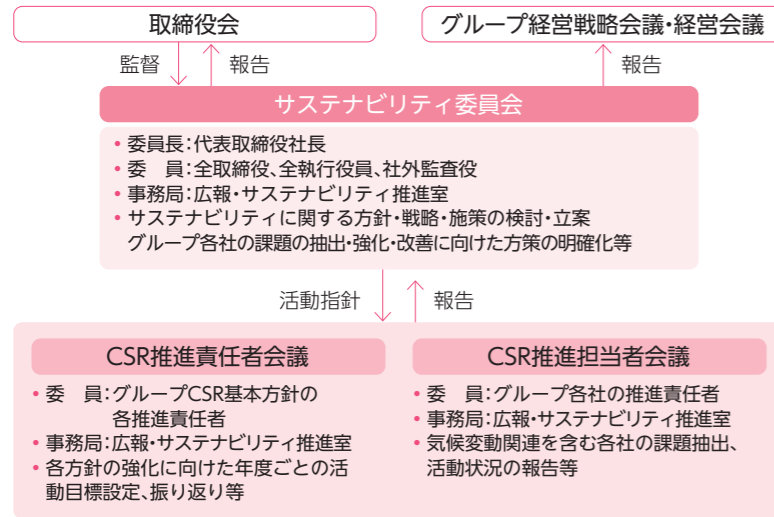 取締役会
グループ経営戦略会議・経営会議
監督
報告
報告
サステナビリティ委員会
• 委員長：代表取締役社長
• 委　員：全取締役、全執行役員、社外監査役
• 事務局：広報・サステナビリティ推進室
• サステナビリティに関する方針・戦略・施策の検討・立案
グループ各社の課題の抽出・強化・改善に向けた方策の明確化等
活動指針
報告
CSR推進責任者会議
• 委　員：グループCSR基本方針の
各推進責任者
• 事務局：広報・サステナビリティ推進室
• 各方針の強化に向けた年度ごとの活
動目標設定、振り返り等
CSR推進担当者会議
• 委　員：グループ各社の推進責任者
• 事務局：広報・サステナビリティ推進室
• 気候変動関連を含む各社の課題抽出、
活動状況の報告等